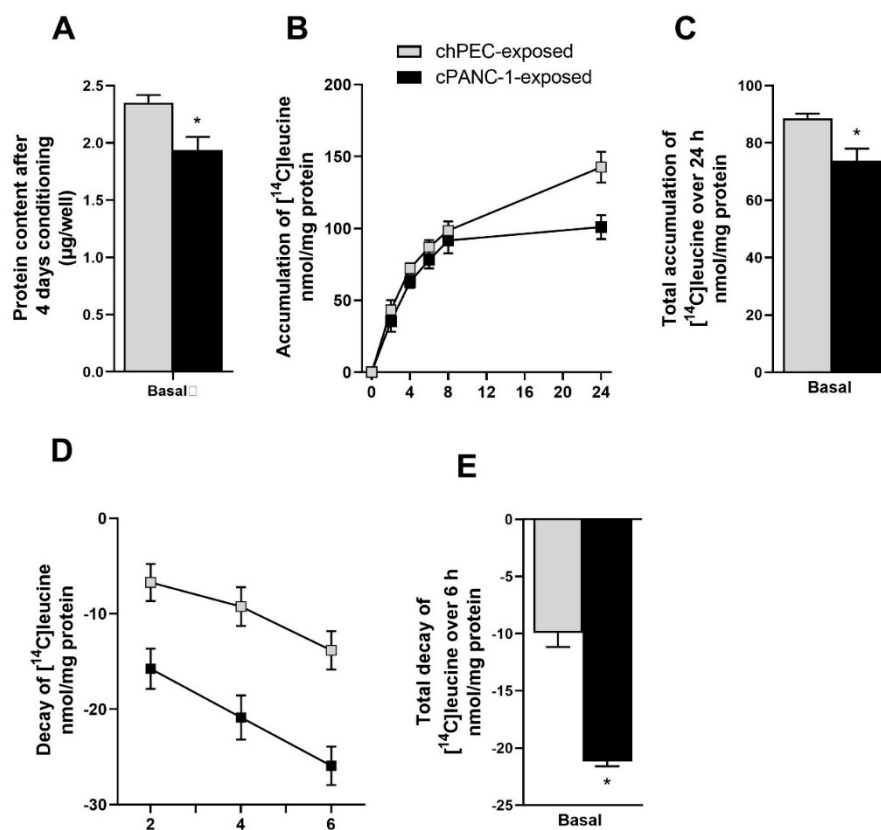 A
Protein content after
4 days conditioning
(µg/well)
2.5
2.0
1.5
1.0
0.5
0.0
*
Basal
B
chPEC-exposed
cPANC-1-exposed
Accumulation of [¹⁴C]leucine
nmol/mg protein
200
150
100
50
0
0 4 8 12 16 20 24
C
Total accumulation of
[¹⁴C]leucine over 24 h
nmol/mg protein
100
80
60
40
20
0
*
Basal
D
Decay of [¹⁴C]leucine
nmol/mg protein
0
-10
-20
-30
2 4 6
E
Total decay of
[¹⁴C]leucine over 6 h
nmol/mg protein
0
-5
-10
-15
-20
-25
*
Basal